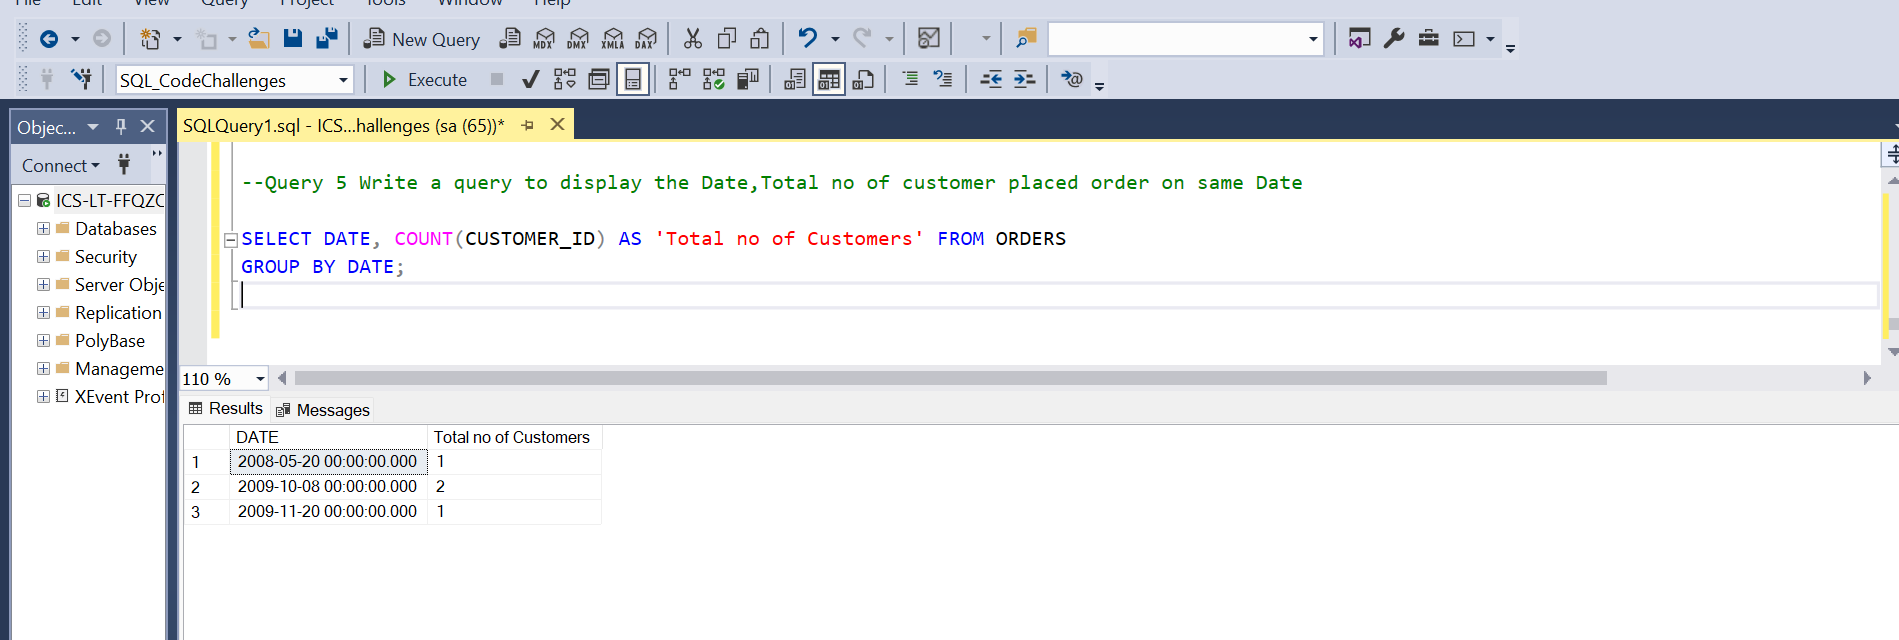 File Edit View Query Project Tools Window Help
New Query MDX DMX XMLA DAX
SQL_CodeChallenges Execute
Objec...
SQLQuery1.sql - ICS...hallenges (sa (65))*
Connect
ICS-LT-FFQZC
Databases
Security
Server Obje
Replication
PolyBase
Manageme
XEvent Prof
--Query 5 Write a query to display the Date,Total no of customer placed order on same Date
SELECT DATE, COUNT(CUSTOMER_ID) AS 'Total no of Customers' FROM ORDERS
GROUP BY DATE;
110 %
Results Messages
DATE Total no of Customers
1 2008-05-20 00:00:00.000 1
2 2009-10-08 00:00:00.000 2
3 2009-11-20 00:00:00.000 1